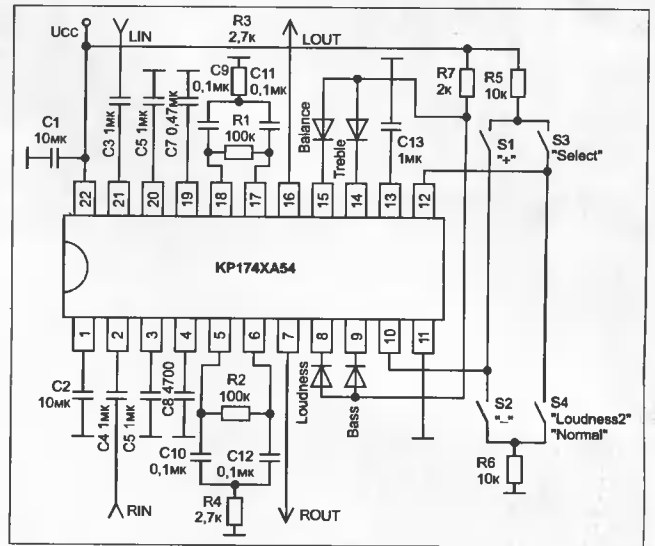 Ucc
LIN
R3
2,7к
LOUT
C9
0,1мк
C11
0,1мк
R7
2к
R5
10к
C1
10мк
C3 1мк
C5 1мк
C7 0,47мк
R1
100к
Balance
Treble
C13
1мк
S1
"+"
S3
"Select"
22
21
20
19
18
17
16
15
14
13
12
КР174ХА54
1
2
3
4
5
6
7
8
9
10
11
C2
10мк
C4 1мк
C5 1мк
C8 4700
R2
100к
Loudness
Bass
S2
"–"
S4
"Loudness2"
"Normal"
C10
0,1мк
C12
0,1мк
R6
10к
RIN
R4
2,7к
ROUT